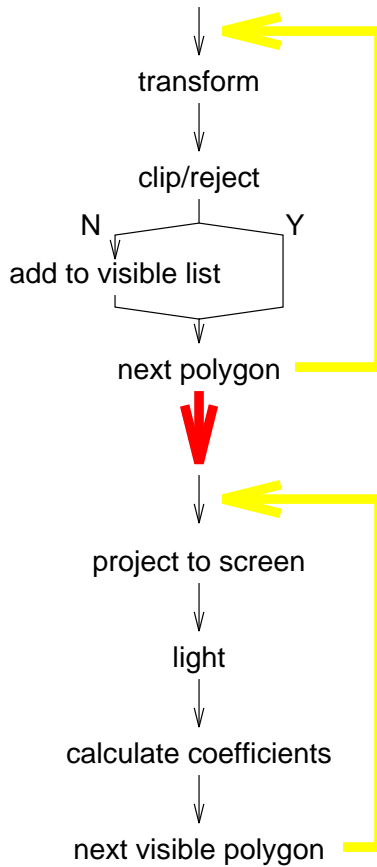 transform
clip/reject
N Y
add to visible list
next polygon
project to screen
light
calculate coefficients
next visible polygon